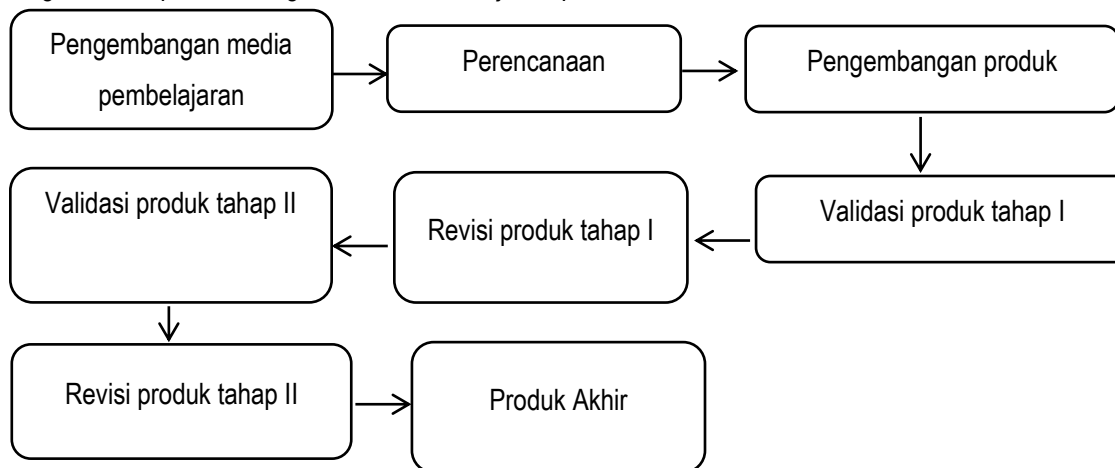 Pengembangan media
pembelajaran
Perencanaan
Pengembangan produk
Validasi produk tahap I
Revisi produk tahap I
Validasi produk tahap II
Revisi produk tahap II
Produk Akhir